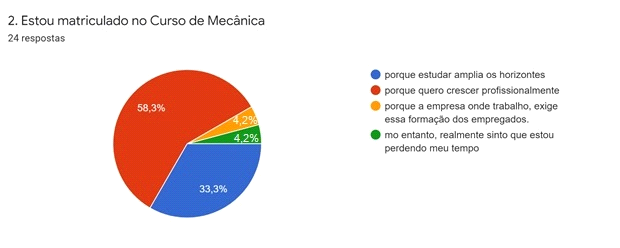 2. Estou matriculado no Curso de Mecânica
24 respostas
58,3%
4,2%
4,2%
33,3%
porque estudar amplia os horizontes
porque quero crescer profissionalmente
porque a empresa onde trabalho, exige
essa formação dos empregados.
mo entanto, realmente sinto que estou
perdendo meu tempo